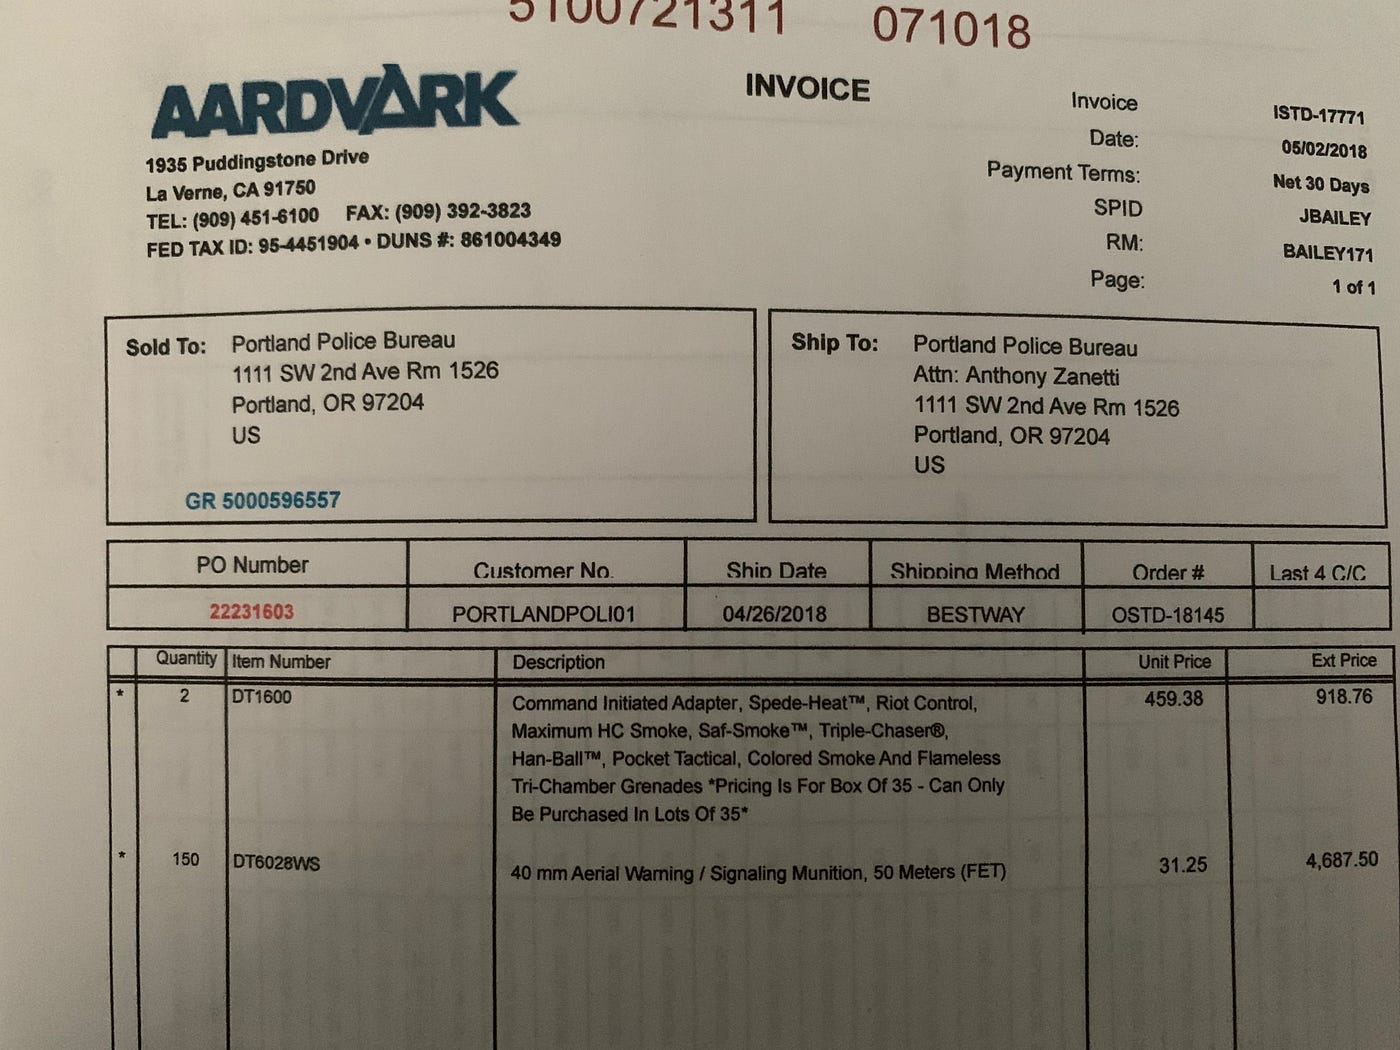 5100721311 071018
AARDVARK
INVOICE
1935 Puddingstone Drive
La Verne, CA 91750
TEL: (909) 451-6100 FAX: (909) 392-3823
FED TAX ID: 95-4451904 • DUNS #: 861004349
Invoice ISTD-17771
Date: 05/02/2018
Payment Terms: Net 30 Days
SPID JBAILEY
RM: BAILEY171
Page: 1 of 1
Sold To: Portland Police Bureau
1111 SW 2nd Ave Rm 1526
Portland, OR 97204
US
GR 5000596557
Ship To: Portland Police Bureau
Attn: Anthony Zanetti
1111 SW 2nd Ave Rm 1526
Portland, OR 97204
US
PO Number Customer No. Ship Date Shipping Method Order # Last 4 C/C
22231603 PORTLANDPOLI01 04/26/2018 BESTWAY OSTD-18145
Quantity Item Number Description Unit Price Ext Price
* 2 DT1600 Command Initiated Adapter, Spede-Heat™, Riot Control, 459.38 918.76
Maximum HC Smoke, Saf-Smoke™, Triple-Chaser®,
Han-Ball™, Pocket Tactical, Colored Smoke And Flameless
Tri-Chamber Grenades *Pricing Is For Box Of 35 - Can Only
Be Purchased In Lots Of 35*
* 150 DT6028WS 40 mm Aerial Warning / Signaling Munition, 50 Meters (FET) 31.25 4,687.50